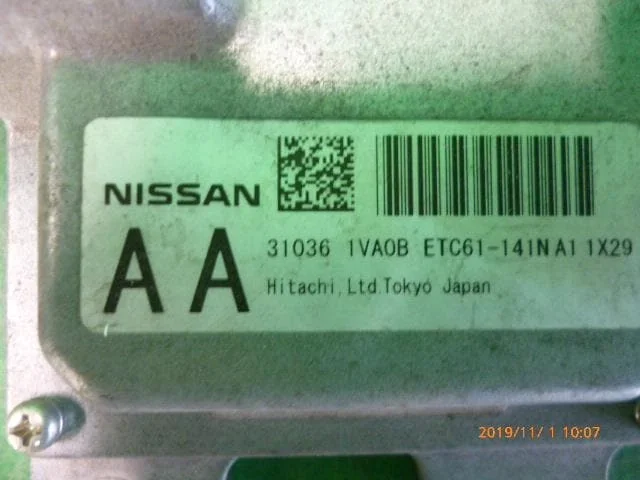 NISSAN
AA
31036 1VA0B ETC61-141N A1 1X29
Hitachi,Ltd.Tokyo Japan
2019/11/ 1 10:07